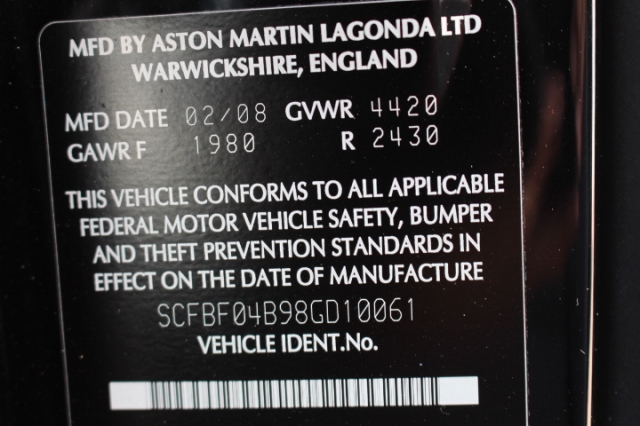 MFD BY ASTON MARTIN LAGONDA LTD
WARWICKSHIRE, ENGLAND
MFD DATE 02/08 GVWR 4420
GAWR F 1980 R 2430
THIS VEHICLE CONFORMS TO ALL APPLICABLE
FEDERAL MOTOR VEHICLE SAFETY, BUMPER
AND THEFT PREVENTION STANDARDS IN
EFFECT ON THE DATE OF MANUFACTURE
SCFBF04B98GD10061
VEHICLE IDENT.No.